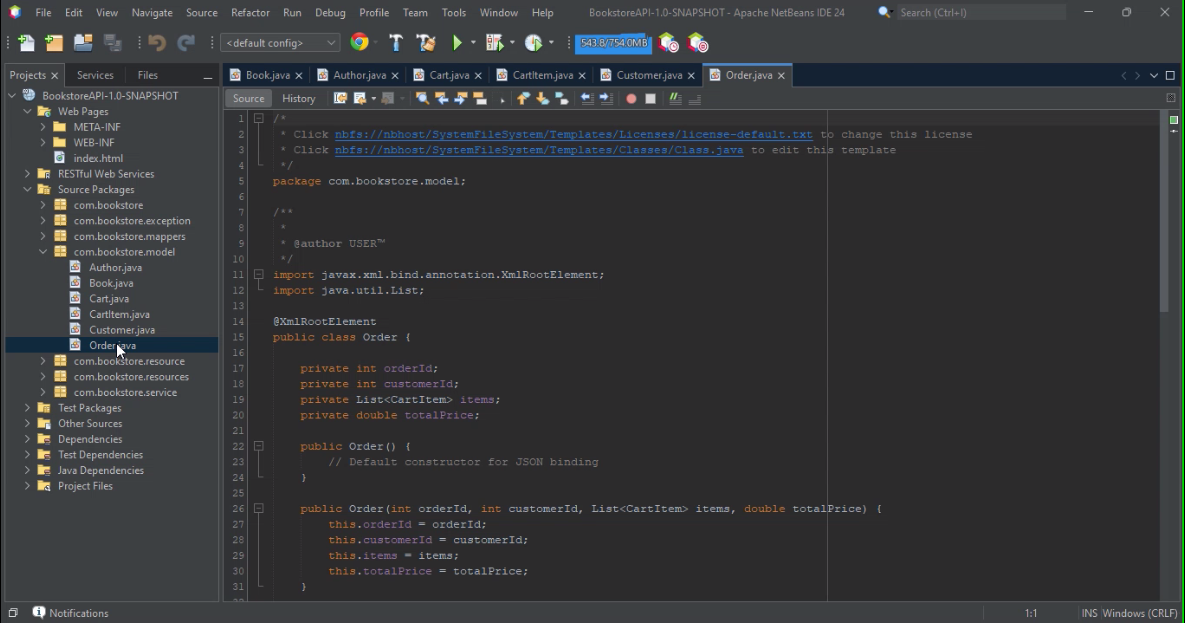 File Edit View Navigate Source Refactor Run Debug Profile Team Tools Window Help BookstoreAPI-1.0-SNAPSHOT - Apache NetBeans IDE 24 Search (Ctrl+I)
<default config> 543.8/754.0MB
Projects Services Files
Book.java Author.java Cart.java CartItem.java Customer.java Order.java
Source History
BookstoreAPI-1.0-SNAPSHOT
Web Pages
META-INF
WEB-INF
index.html
RESTful Web Services
Source Packages
com.bookstore
com.bookstore.exception
com.bookstore.mappers
com.bookstore.model
Author.java
Book.java
Cart.java
CartItem.java
Customer.java
Order.java
com.bookstore.resource
com.bookstore.resources
com.bookstore.service
Test Packages
Other Sources
Dependencies
Test Dependencies
Java Dependencies
Project Files
1 /*
2 * Click nbfs://nbhost/SystemFileSystem/Templates/Licenses/license-default.txt to change this license
3 * Click nbfs://nbhost/SystemFileSystem/Templates/Classes/Class.java to edit this template
4 */
5 package com.bookstore.model;
6
7 /**
8 *
9 * @author USER™
10 */
11 import javax.xml.bind.annotation.XmlRootElement;
12 import java.util.List;
13
14 @XmlRootElement
15 public class Order {
16
17 private int orderId;
18 private int customerId;
19 private List<CartItem> items;
20 private double totalPrice;
21
22 public Order() {
23 // Default constructor for JSON binding
24 }
25
26 public Order(int orderId, int customerId, List<CartItem> items, double totalPrice) {
27 this.orderId = orderId;
28 this.customerId = customerId;
29 this.items = items;
30 this.totalPrice = totalPrice;
31 }
Notifications 1:1 INS Windows (CRLF)